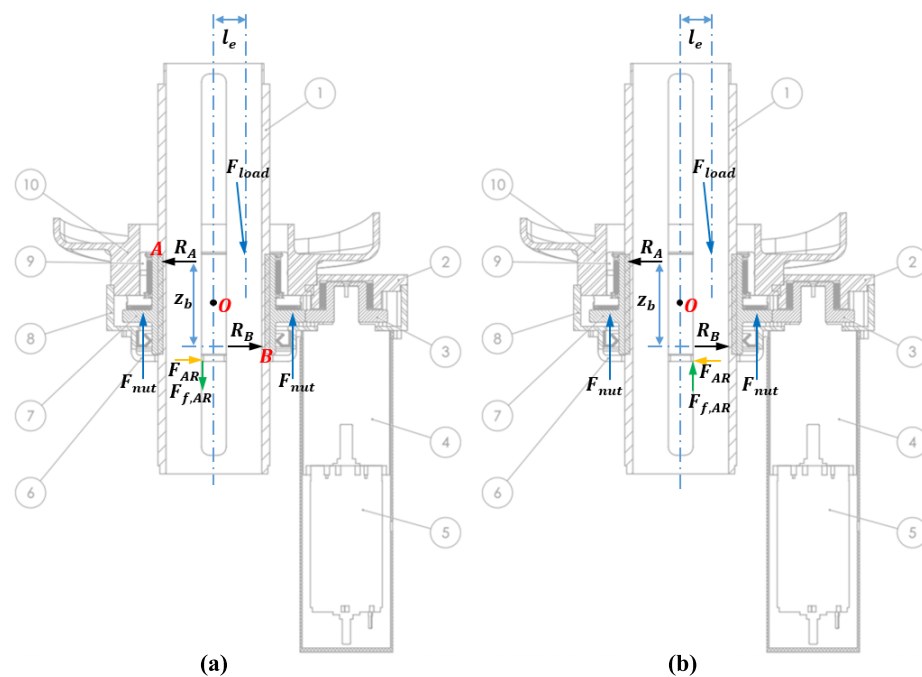 l_e
l_e
1
1
F_load
F_load
10
10
A
R_A
R_A
9
9
2
2
z_b
z_b
O
O
8
8
R_B
R_B
B
3
3
F_AR
F_AR
F_nut
F_nut
F_nut
F_nut
F_f,AR
F_f,AR
7
7
4
4
6
6
5
5
(a)
(b)